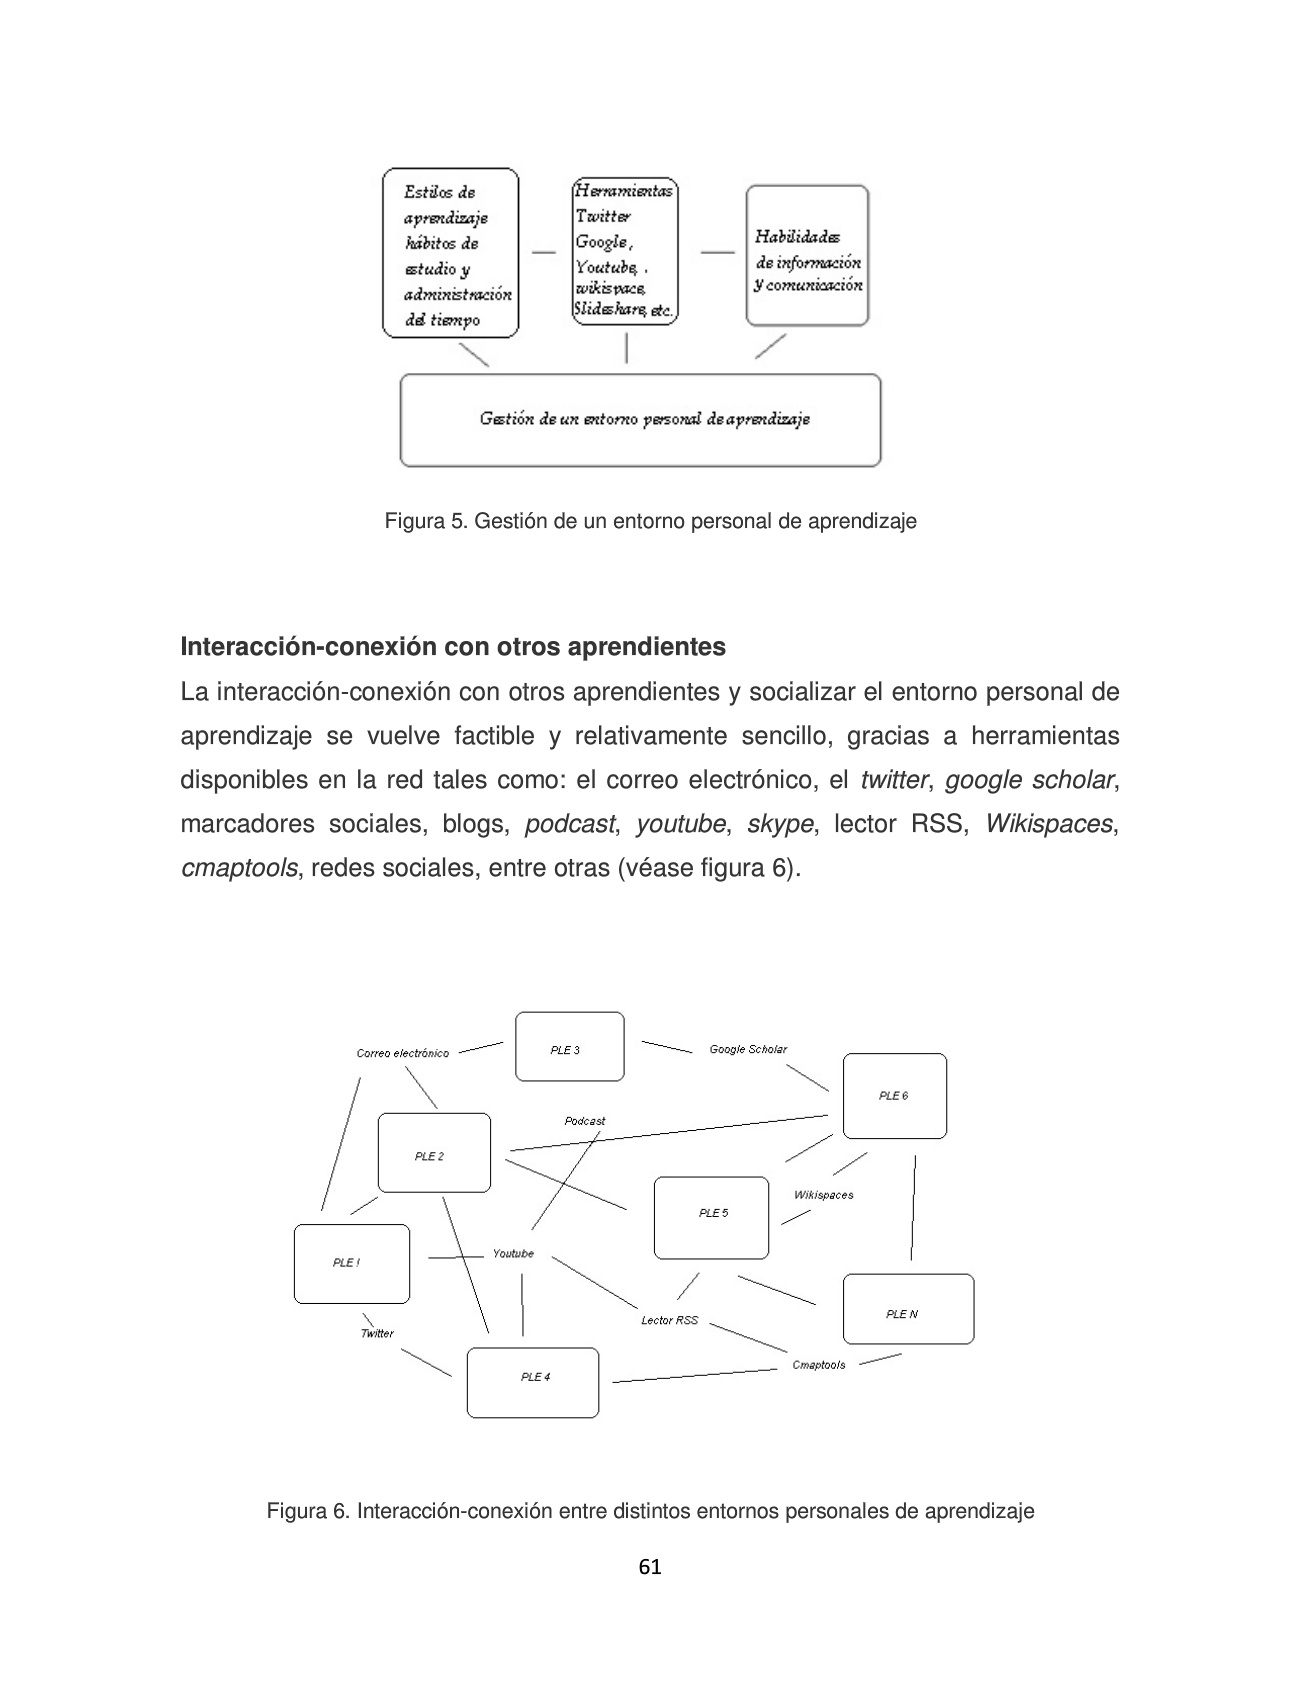 Estilos de
aprendizaje
hábitos de
estudio y
administración
del tiempo
Herramientas
Twitter
Google,
Youtube, .
wikispace,
Slideshare, etc.
Habilidades
de información
y comunicación
Gestión de un entorno personal de aprendizaje
Figura 5. Gestión de un entorno personal de aprendizaje
Interacción-conexión con otros aprendientes
La interacción-conexión con otros aprendientes y socializar el entorno personal de
aprendizaje se vuelve factible y relativamente sencillo, gracias a herramientas
disponibles en la red tales como: el correo electrónico, el twitter, google scholar,
marcadores sociales, blogs, podcast, youtube, skype, lector RSS, Wikispaces,
cmaptools, redes sociales, entre otras (véase figura 6).
Correo electrónico
PLE 3
Google Scholar
PLE 6
Podcast
PLE 2
Wikispaces
PLE 5
Youtube
PLE !
PLE N
Lector RSS
Twitter
Cmaptools
PLE 4
Figura 6. Interacción-conexión entre distintos entornos personales de aprendizaje
61